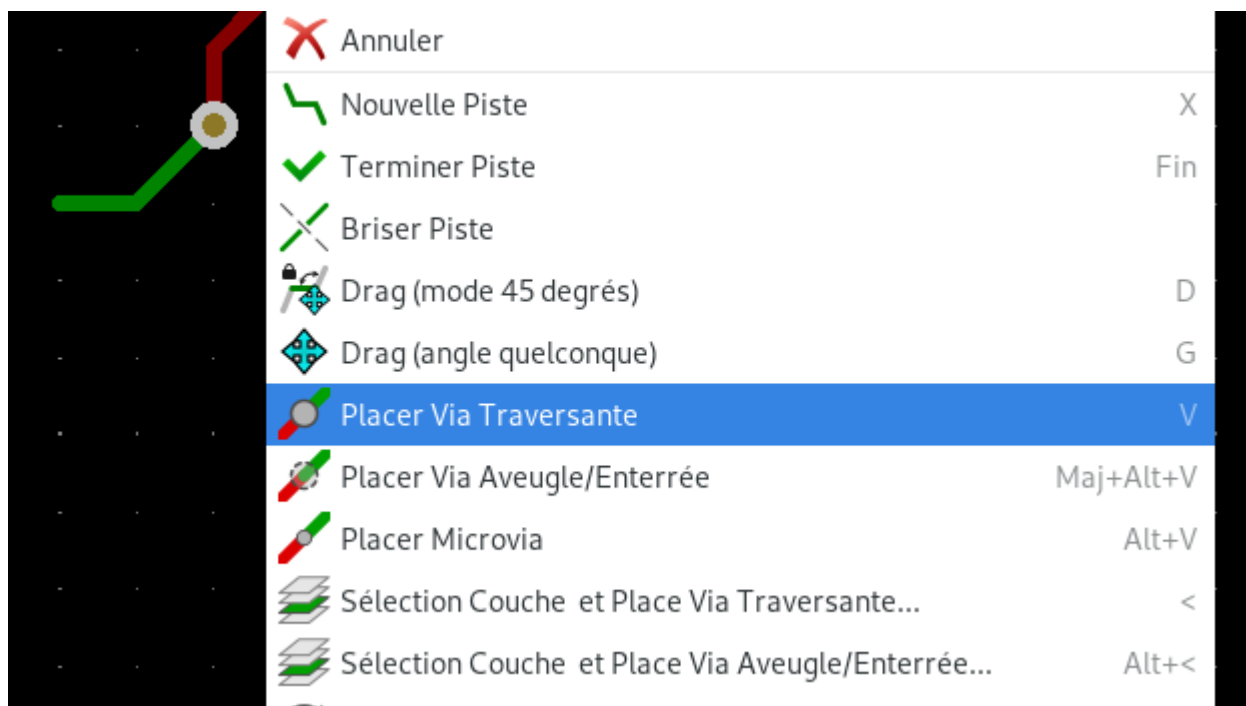 Annuler
Nouvelle Piste X
Terminer Piste Fin
Briser Piste
Drag (mode 45 degrés) D
Drag (angle quelconque) G
Placer Via Traversante V
Placer Via Aveugle/Enterrée Maj+Alt+V
Placer Microvia Alt+V
Sélection Couche  et Place Via Traversante... <
Sélection Couche  et Place Via Aveugle/Enterrée... Alt+<